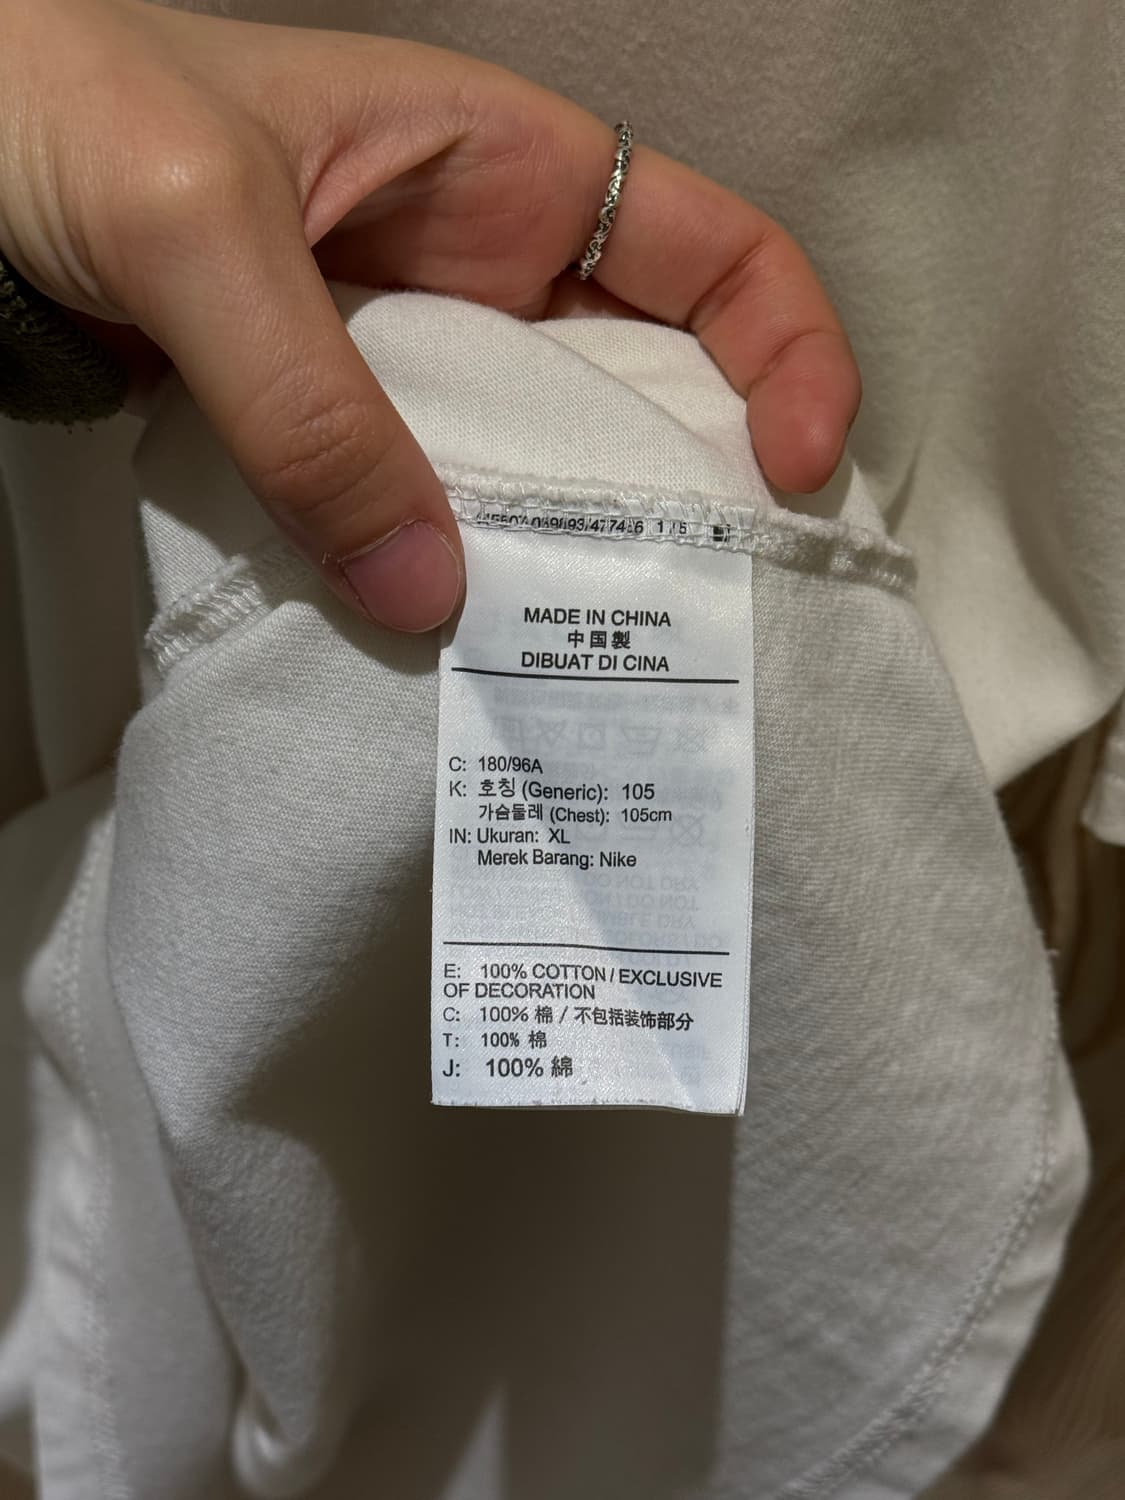 MADE IN CHINA
中国製
DIBUAT DI CINA
C: 180/96A
K: 호칭 (Generic): 105
가슴둘레 (Chest): 105cm
IN: Ukuran: XL
Merek Barang: Nike
E: 100% COTTON / EXCLUSIVE
OF DECORATION
C: 100% 棉 / 不包括装饰部分
T: 100% 棉
J: 100% 綿